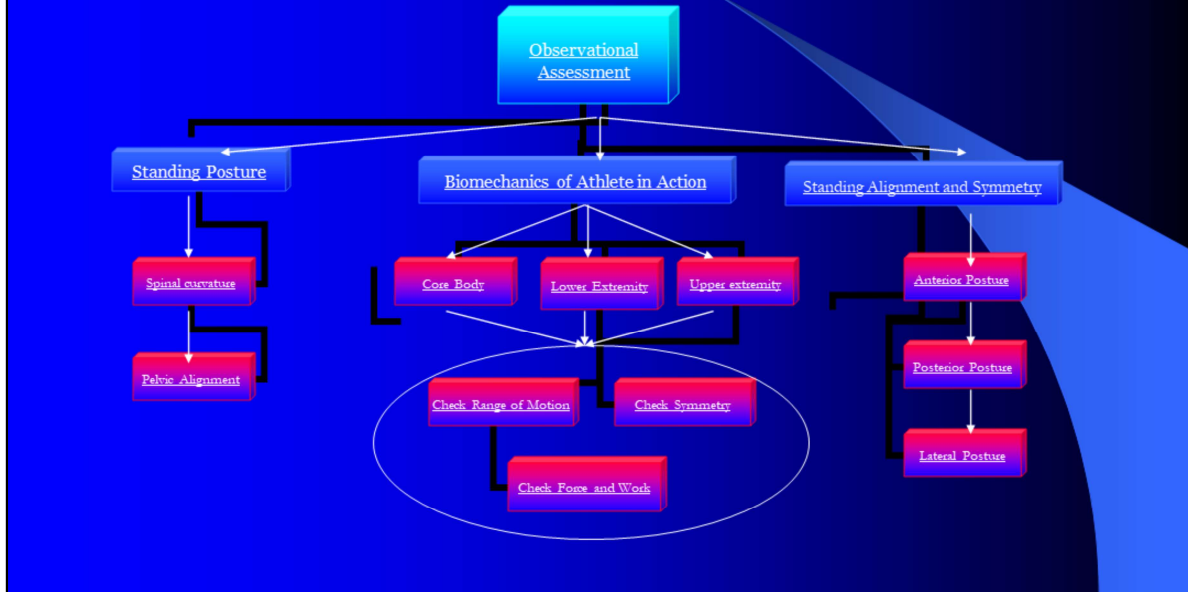 Observational
Assessment
Standing Posture
Biomechanics of Athlete in Action
Standing Alignment and Symmetry
Spinal curvature
Core Body
Lower Extremity
Upper extremity
Anterior Posture
Pelvic Alignment
Posterior Posture
Check Range of Motion
Check Symmetry
Lateral Posture
Check Force and Work